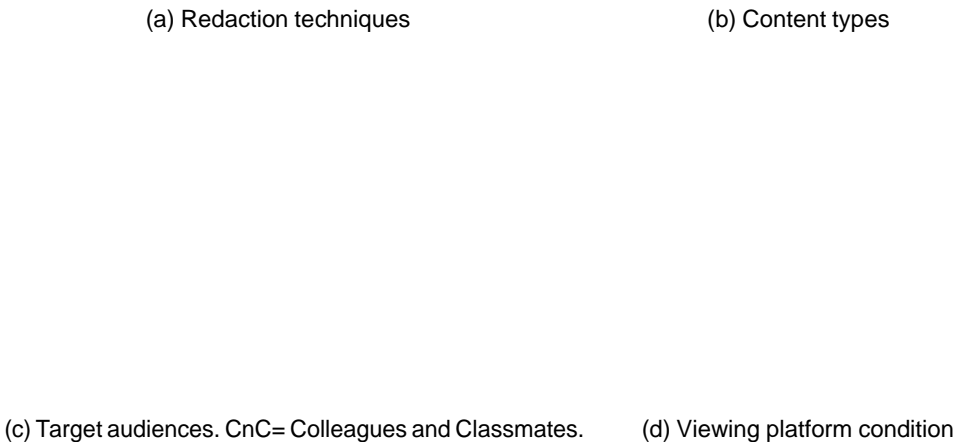 (a) Redaction techniques
(b) Content types
(c) Target audiences. CnC= Colleagues and Classmates.
(d) Viewing platform condition